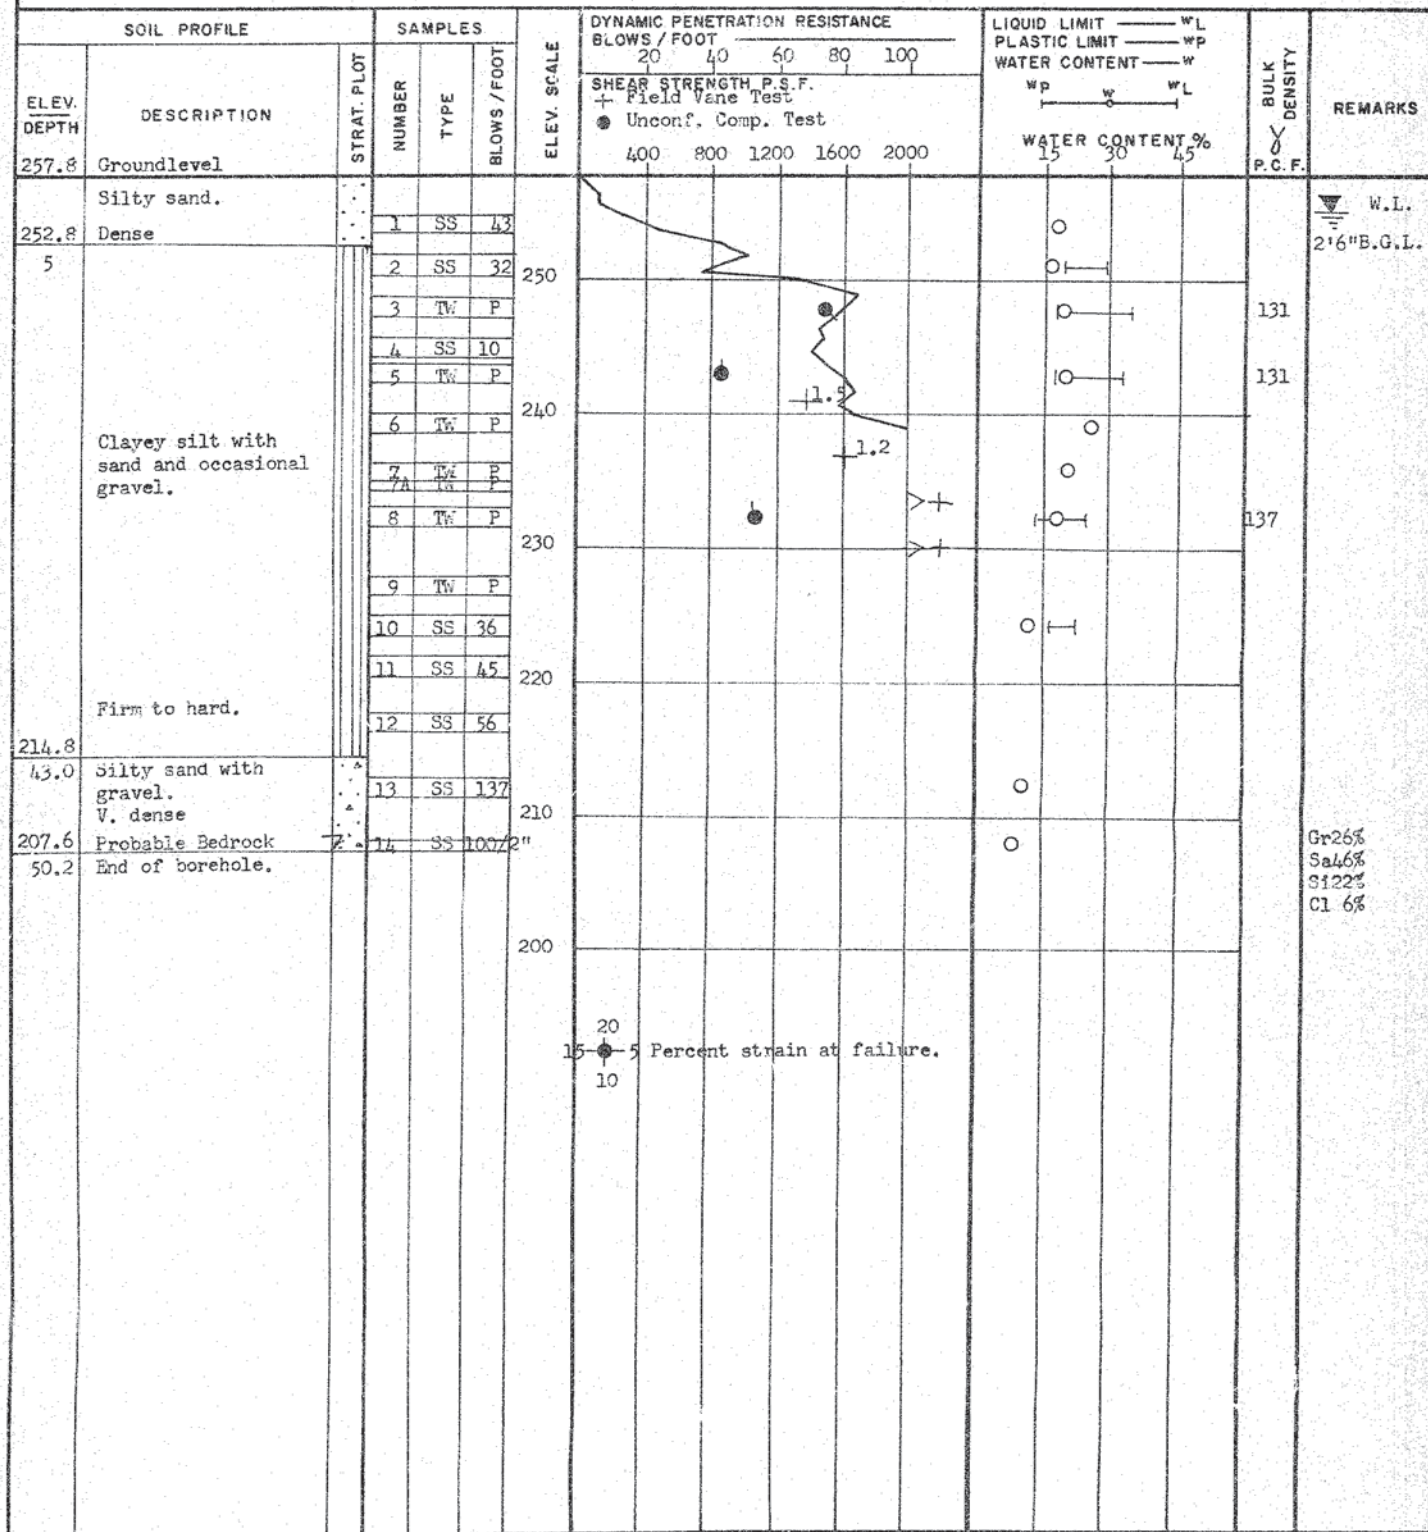 SOIL PROFILE
SAMPLES
ELEV.
DEPTH
DESCRIPTION
STRAT. PLOT
NUMBER
TYPE
BLOWS / FOOT
ELEV. SCALE
DYNAMIC PENETRATION RESISTANCE
BLOWS / FOOT
20 40 60 80 100
SHEAR STRENGTH P.S.F.
+ Field Vane Test
● Unconf. Comp. Test
400 800 1200 1600 2000
LIQUID LIMIT WL
PLASTIC LIMIT WP
WATER CONTENT W
WP W WL
WATER CONTENT %
15 30 45
BULK DENSITY
γ
P.C.F.
REMARKS
257.8 Groundlevel
Silty sand.
W.L.
1 SS 43
252.8 Dense
2'6"B.G.L.
5
2 SS 32
250
3 TW P
131
4 SS 10
5 TW P
131
1.5
240
6 TW P
Clayey silt with
sand and occasional
gravel.
1.2
7 TW P
7A TW P
8 TW P
137
230
9 TW P
10 SS 36
11 SS 45
220
Firm to hard.
12 SS 56
214.8
43.0 Silty sand with
gravel.
V. dense
13 SS 137
210
207.6 Probable Bedrock
14 SS 100/2"
50.2 End of borehole.
Gr26%
Sa46%
Si22%
Cl 6%
200
20
15 5 Percent strain at failure.
10